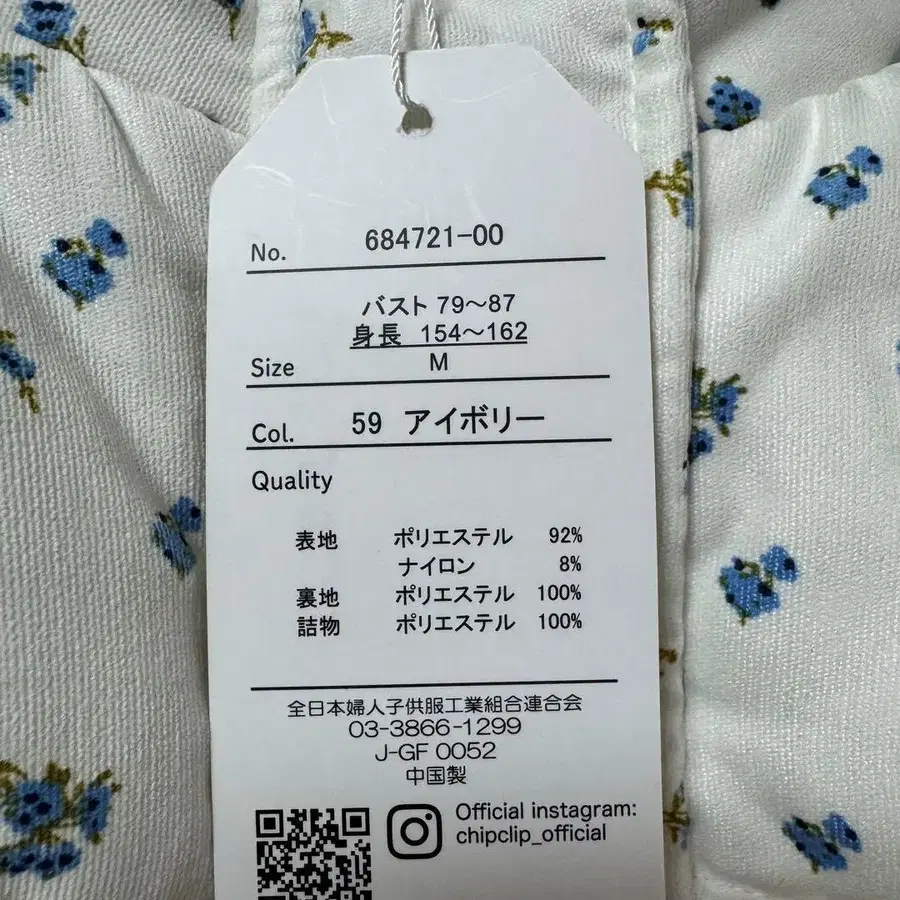 No. 684721-00
バスト 79～87
身長 154～162
Size M
Col. 59 アイボリー
Quality
表地 ポリエステル 92%
ナイロン 8%
裏地 ポリエステル 100%
詰物 ポリエステル 100%
全日本婦人子供服工業組合連合会
03-3866-1299
J-GF 0052
中国製
Official instagram:
chipclip_official